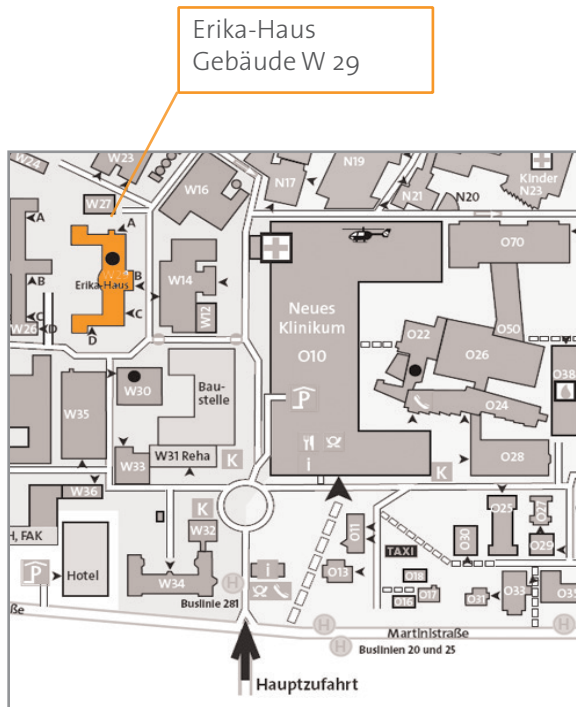 Erika-Haus
Gebäude W 29
W24
W23
W27
A
W16
N17
N19
N21
N20
Kinder
N23
A
W29
B
Erika-Haus
B
C
C
D
D
W26
W14
W12
Neues
Klinikum
O10
O70
O22
O50
O26
O38
O24
O28
W35
W30
Bau-
stelle
W31 Reha
W33
K
P
i
K
W36
H, FAK
K
W32
Hotel
P
W34
H
Buslinie 281
i
O11
O13
TAXI
O18
O16
O17
O30
O25
O27
O29
O31
O33
O35
ße
H
H
H
Martinistraße
Buslinien 20 und 25
Hauptzufahrt